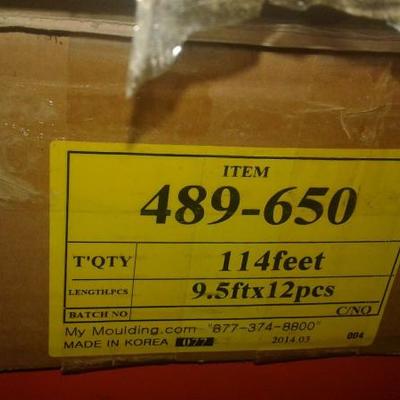 ITEM
489-650
T'QTY 114feet
LENGTH.PCS 9.5ftx12pcs
BATCH NO C/NO
My Moulding.com "877-374-8800"
MADE IN KOREA 077 2014.03 004